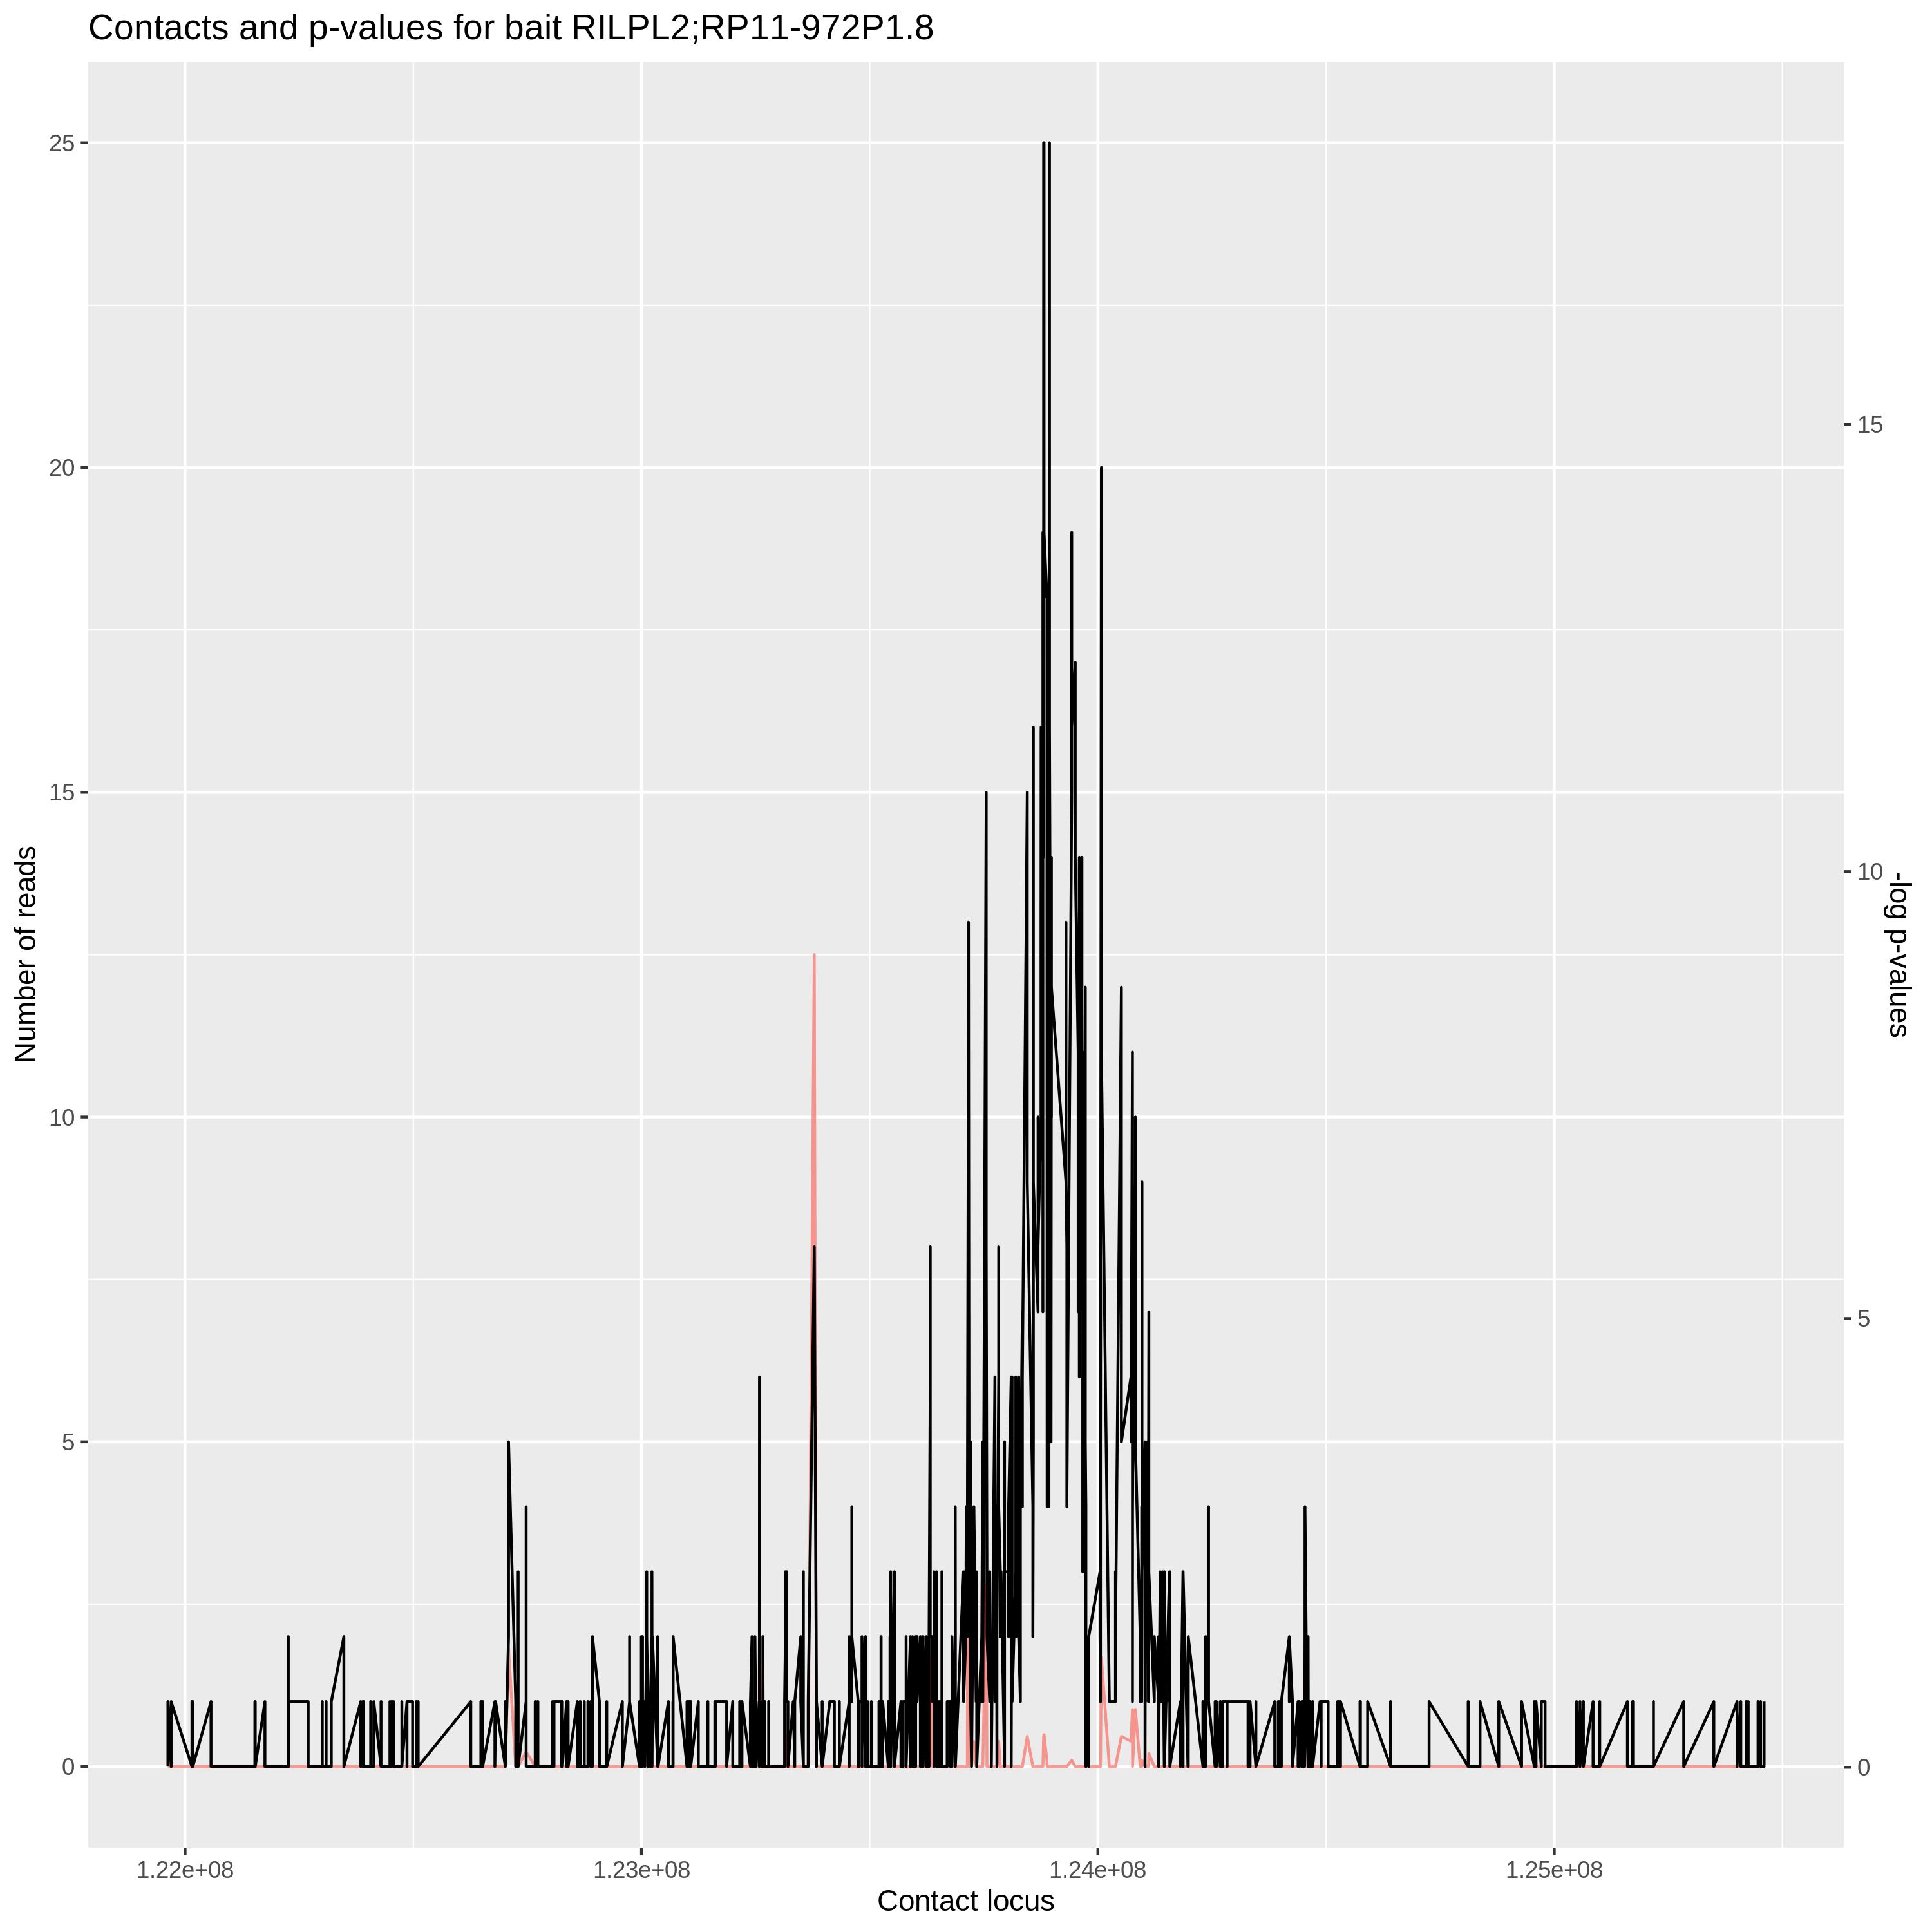 Contacts and p-values for bait RILPL2;RP11-972P1.8
25
20
15
10
5
0
Number of reads
15
10
5
0
-log p-values
1.22e+08
1.23e+08
1.24e+08
1.25e+08
Contact locus